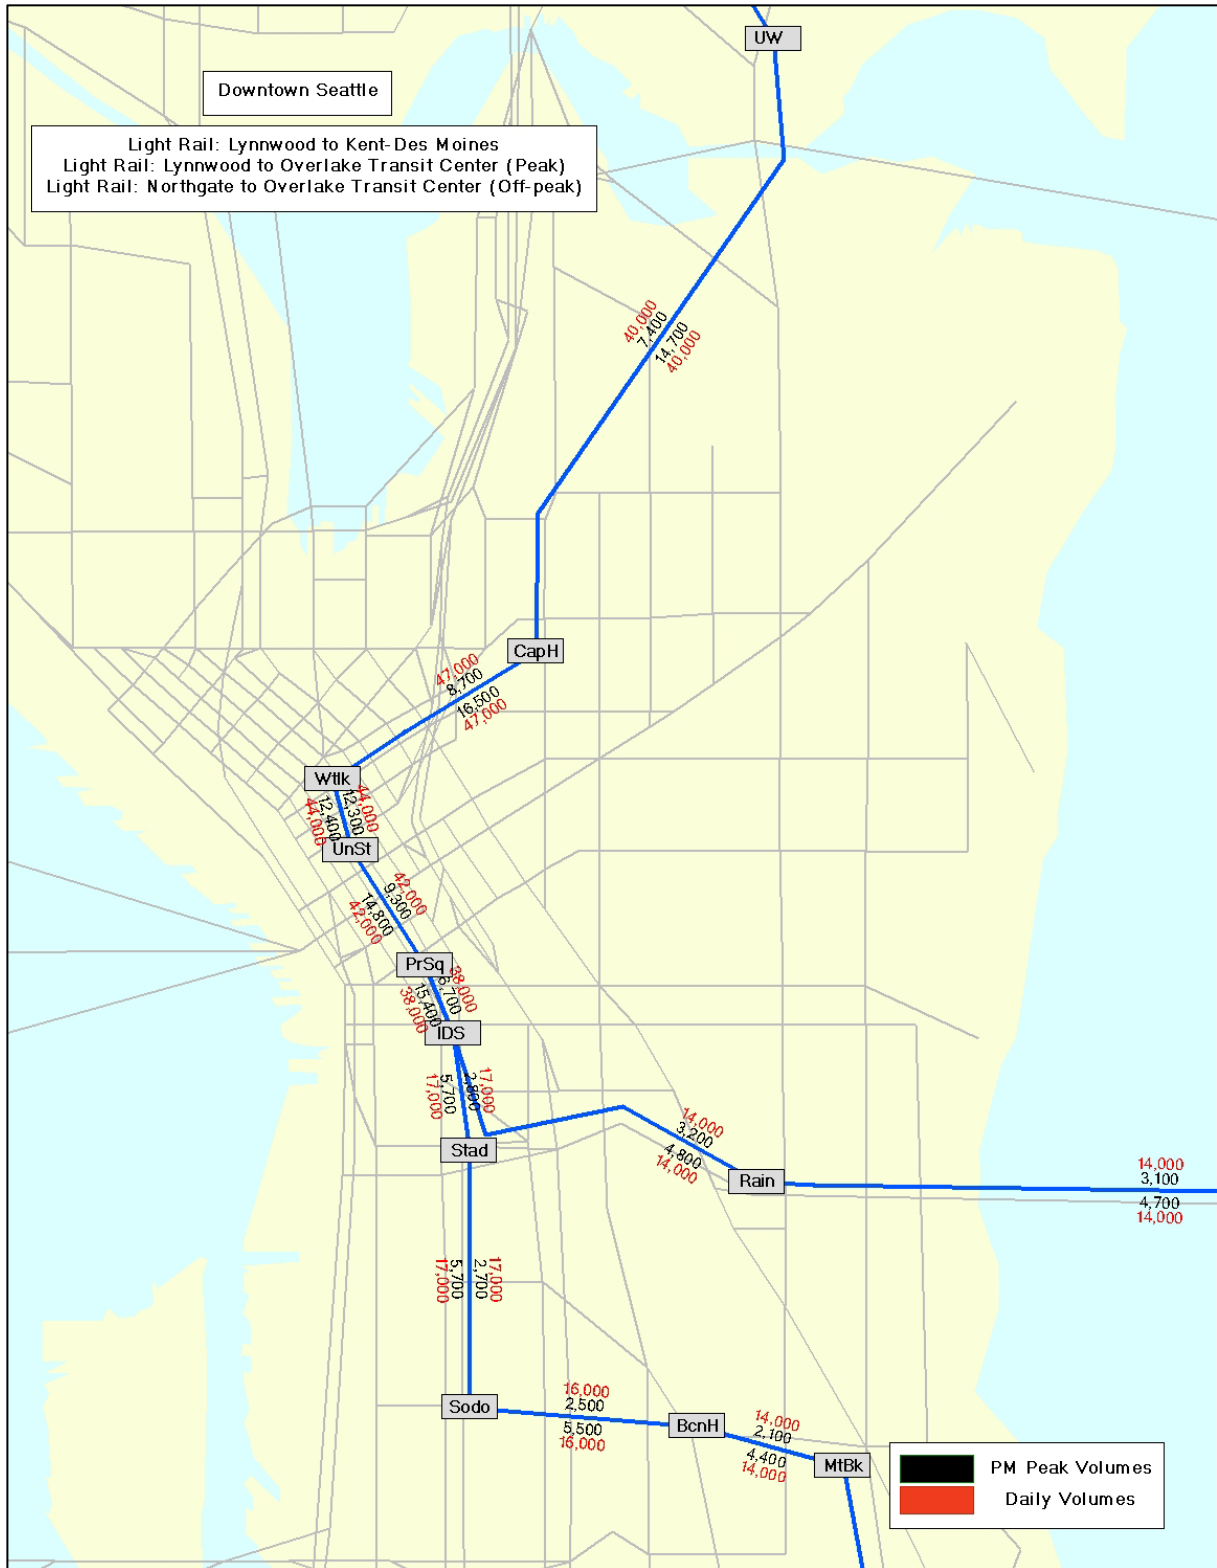 UW
Downtown Seattle
Light Rail: Lynnwood to Kent-Des Moines
Light Rail: Lynnwood to Overlake Transit Center (Peak)
Light Rail: Northgate to Overlake Transit Center (Off-peak)
40,000
7,400
14,700
40,000
CapH
47,000
8,700
16,500
47,000
Wtlk
44,000
12,400
12,300
44,000
UnSt
42,000
14,800
9,300
42,000
PrSq
38,000
15,400
6,700
38,000
IDS
17,000
5,700
2,800
17,000
Stad
14,000
3,200
4,800
14,000
Rain
14,000
3,100
4,700
14,000
17,000
5,700
2,700
17,000
Sodo
16,000
2,500
5,500
16,000
BcnH
14,000
2,100
4,400
14,000
MtBk
PM Peak Volumes
Daily Volumes